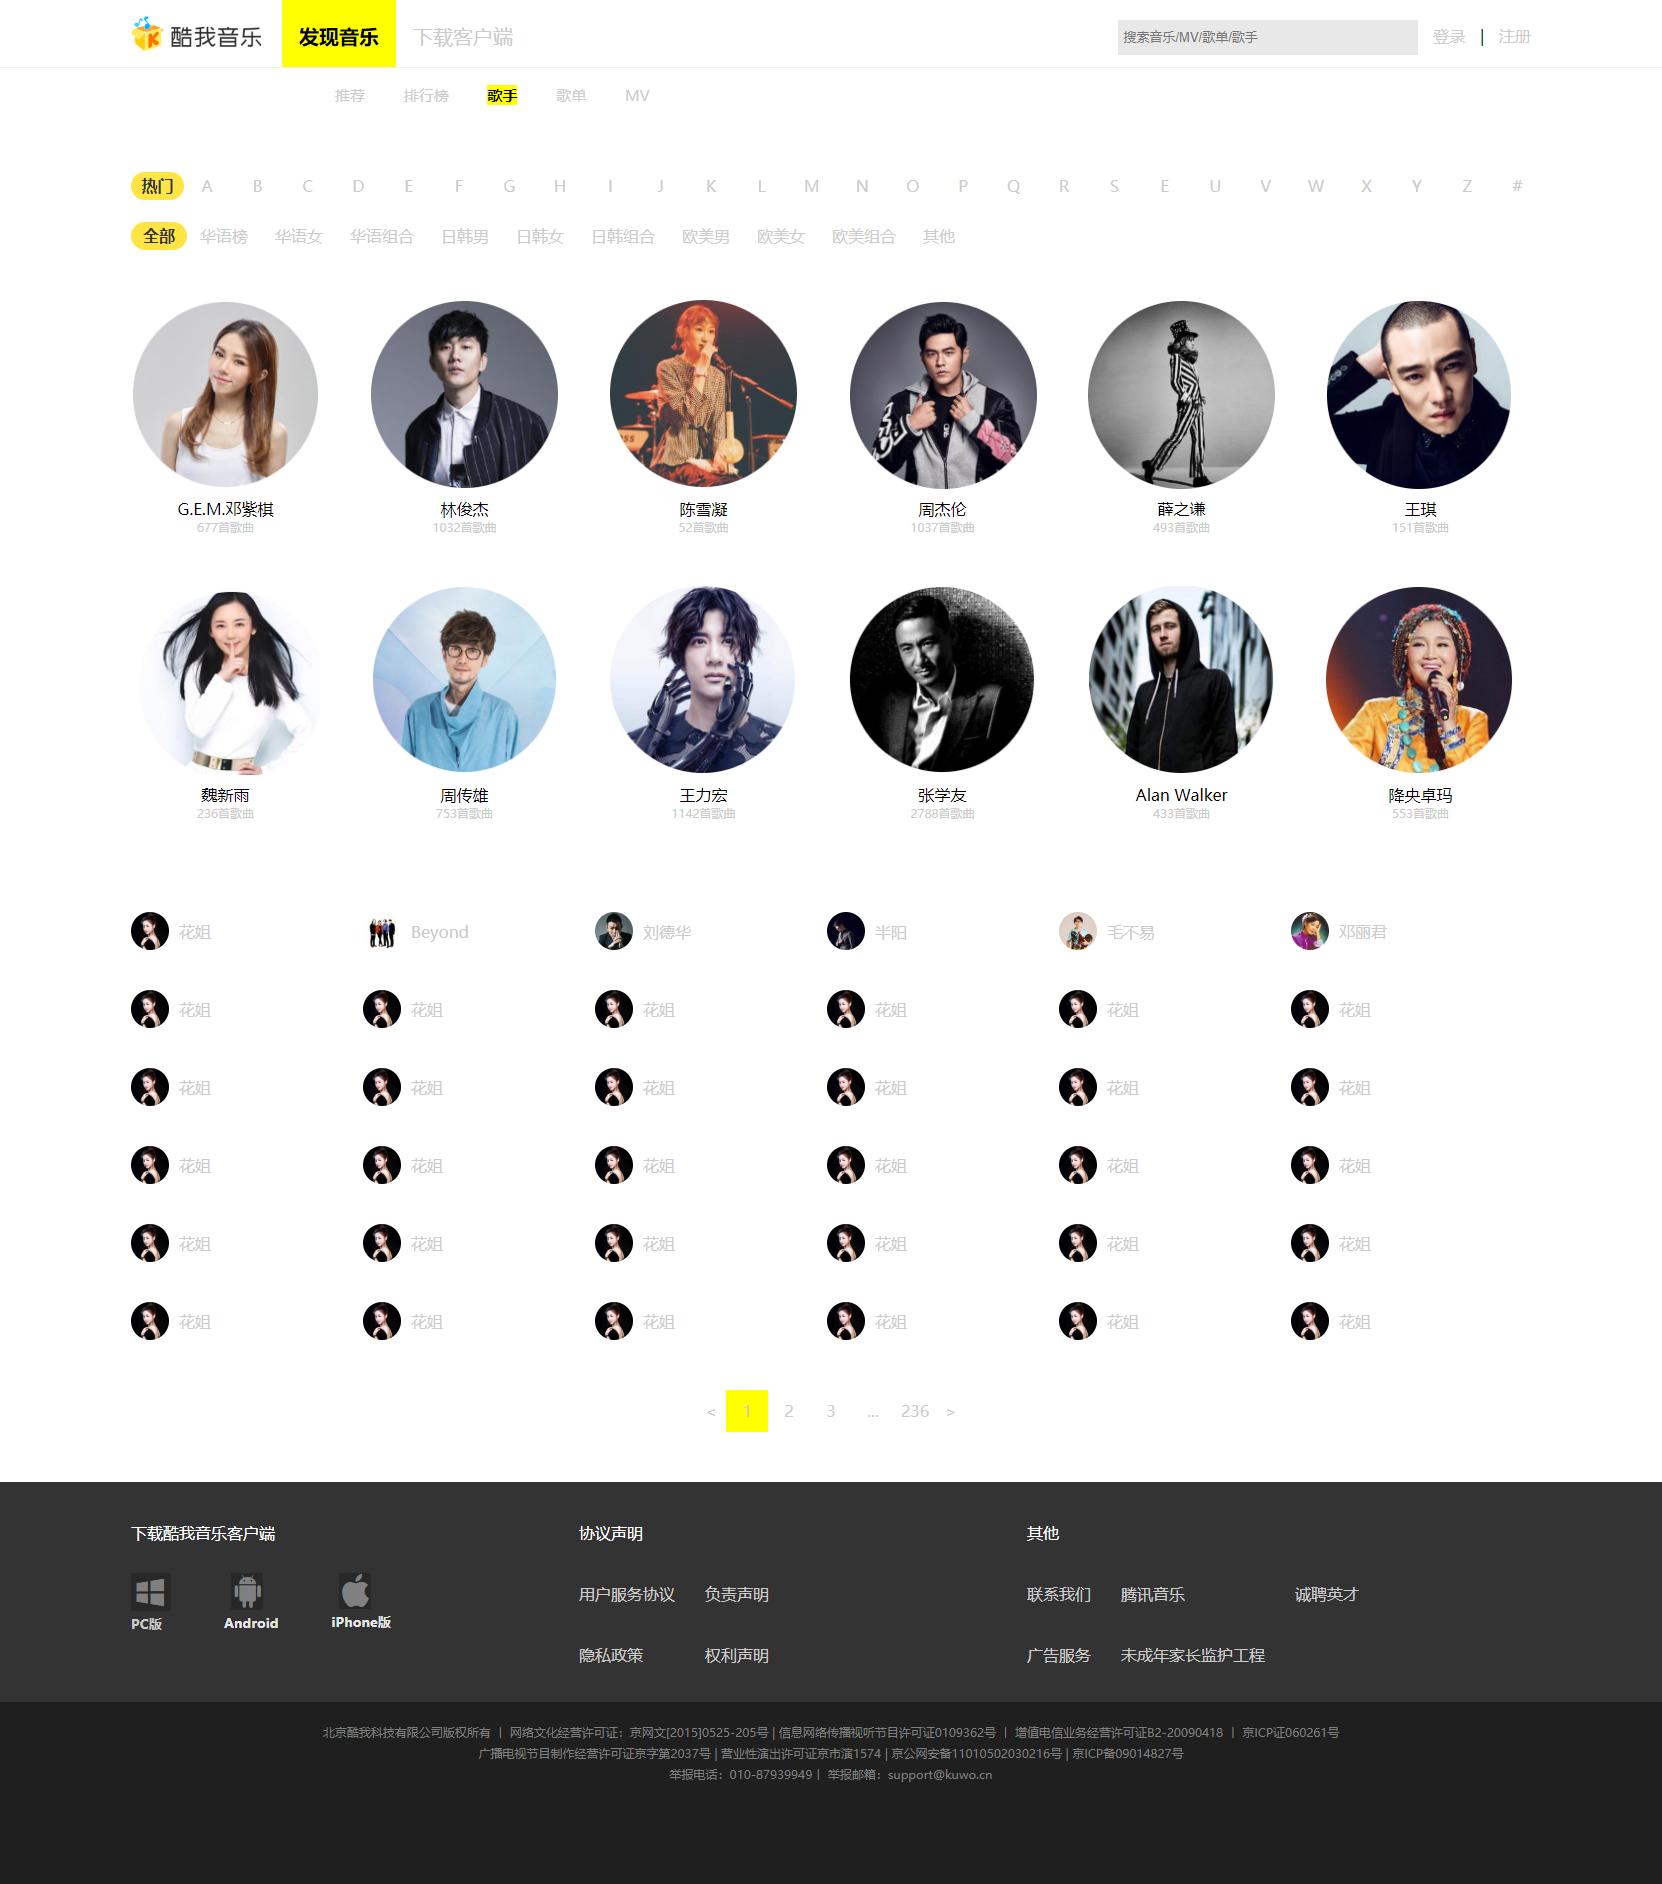 酷我音乐 发现音乐 下载客户端 搜索音乐/MV/歌单/歌手 登录 | 注册
推荐 排行榜 歌手 歌单 MV
热门 A B C D E F G H I J K L M N O P Q R S E U V W X Y Z #
全部 华语榜 华语女 华语组合 日韩男 日韩女 日韩组合 欧美男 欧美女 欧美组合 其他
G.E.M.邓紫棋 林俊杰 陈雪凝 周杰伦 薛之谦 王琪
677首歌曲 1032首歌曲 52首歌曲 1037首歌曲 493首歌曲 151首歌曲
魏新雨 周传雄 王力宏 张学友 Alan Walker 降央卓玛
236首歌曲 753首歌曲 1142首歌曲 2788首歌曲 433首歌曲 553首歌曲
花姐 Beyond 刘德华 半阳 毛不易 邓丽君
花姐 花姐 花姐 花姐 花姐 花姐
花姐 花姐 花姐 花姐 花姐 花姐
花姐 花姐 花姐 花姐 花姐 花姐
花姐 花姐 花姐 花姐 花姐 花姐
花姐 花姐 花姐 花姐 花姐 花姐
< 1 2 3 ... 236 >
下载酷我音乐客户端 协议声明 其他
用户服务协议 负责声明 联系我们 腾讯音乐 诚聘英才
PC版 Android iPhone版
隐私政策 权利声明 广告服务 未成年家长监护工程
北京酷我科技有限公司版权所有 | 网络文化经营许可证：京网文[2015]0525-205号 | 信息网络传播视听节目许可证0109362号 | 增值电信业务经营许可证B2-20090418 | 京ICP证060261号
广播电视节目制作经营许可证京字第2037号 | 营业性演出许可证京市演1574 | 京公网安备11010502030216号 | 京ICP备09014827号
举报电话：010-87939949 | 举报邮箱：support@kuwo.cn